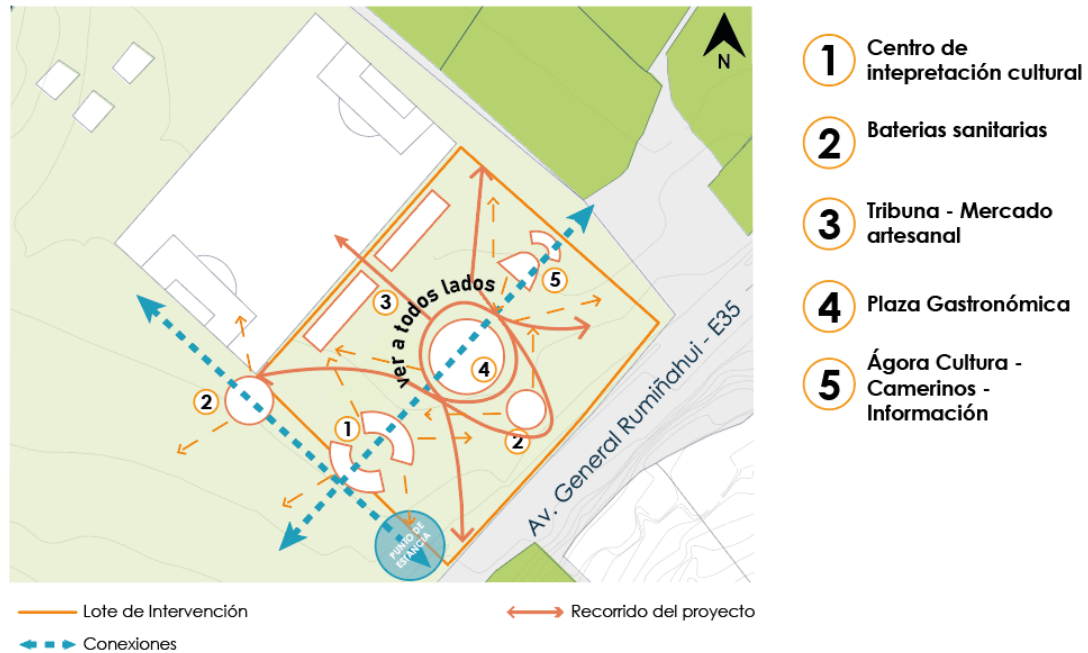 N
1
Centro de
intepretación cultural
2
Baterias sanitarias
3
Tribuna - Mercado
artesanal
4
Plaza Gastronómica
5
Ágora Cultura -
Camerinos -
Información
ver a todos lados
5
3
4
2
1
2
PUNTO DE
ESTANCIA
Av. General Rumiñahui - E35
Lote de Intervención
Recorrido del proyecto
Conexiones